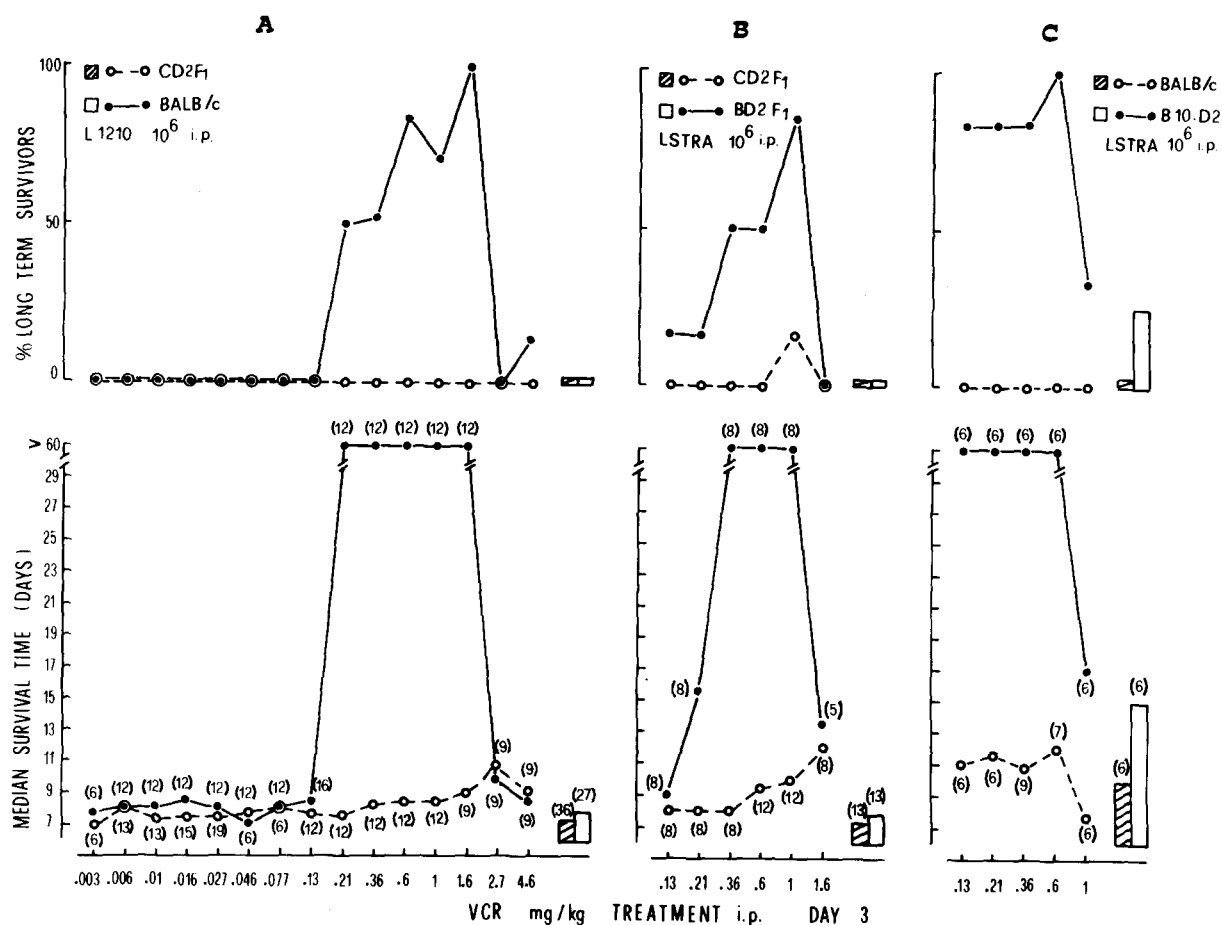 A
B
C
CD2F1
BALB/c
L1210 10^6 i.p.
CD2F1
BD2F1
LSTRA 10^6 i.p.
BALB/c
B10·D2
LSTRA 10^6 i.p.
% LONG TERM SURVIVORS
100
50
0
MEDIAN SURVIVAL TIME (DAYS)
>
60
29
27
25
23
21
19
17
15
13
11
9
7
(12) (12) (12) (12) (12)
(6) (12) (12) (12) (12) (12) (12) (16)
(6) (13) (13) (15) (19) (6) (6) (12) (12) (12) (12) (12) (9) (9) (9)
(9) (9)
(36) (27)
(8) (8) (8)
(8) (8) (5)
(8) (8) (8) (12) (12) (8)
(13) (13)
(6) (6) (6) (6)
(6)
(6) (6) (9) (7) (6)
(6) (6)
.003 .006 .01 .016 .027 .046 .077 .13 .21 .36 .6 1 1.6 2.7 4.6
.13 .21 .36 .6 1 1.6
.13 .21 .36 .6 1
VCR mg/kg TREATMENT i.p. DAY 3